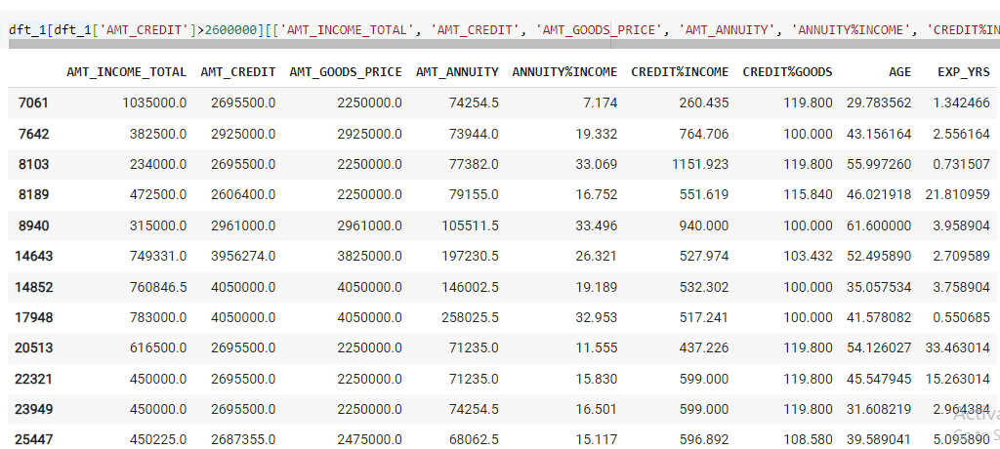 dft_1[dft_1['AMT_CREDIT']>2600000][['AMT_INCOME_TOTAL', 'AMT_CREDIT', 'AMT_GOODS_PRICE', 'AMT_ANNUITY', 'ANNUITY%INCOME', 'CREDIT%IN
AMT_INCOME_TOTAL AMT_CREDIT AMT_GOODS_PRICE AMT_ANNUITY ANNUITY%INCOME CREDIT%INCOME CREDIT%GOODS AGE EXP_YRS
7061 1035000.0 2695500.0 2250000.0 74254.5 7.174 260.435 119.800 29.783562 1.342466
7642 382500.0 2925000.0 2925000.0 73944.0 19.332 764.706 100.000 43.156164 2.556164
8103 234000.0 2695500.0 2250000.0 77382.0 33.069 1151.923 119.800 55.997260 0.731507
8189 472500.0 2606400.0 2250000.0 79155.0 16.752 551.619 115.840 46.021918 21.810959
8940 315000.0 2961000.0 2961000.0 105511.5 33.496 940.000 100.000 61.600000 3.958904
14643 749331.0 3956274.0 3825000.0 197230.5 26.321 527.974 103.432 52.495890 2.709589
14852 760846.5 4050000.0 4050000.0 146002.5 19.189 532.302 100.000 35.057534 3.758904
17948 783000.0 4050000.0 4050000.0 258025.5 32.953 517.241 100.000 41.578082 0.550685
20513 616500.0 2695500.0 2250000.0 71235.0 11.555 437.226 119.800 54.126027 33.463014
22321 450000.0 2695500.0 2250000.0 71235.0 15.830 599.000 119.800 45.547945 15.263014
23949 450000.0 2695500.0 2250000.0 74254.5 16.501 599.000 119.800 31.608219 2.964384
Activa
25447 450225.0 2687355.0 2475000.0 68062.5 15.117 596.892 108.580 39.589041 5.095890
Go to S